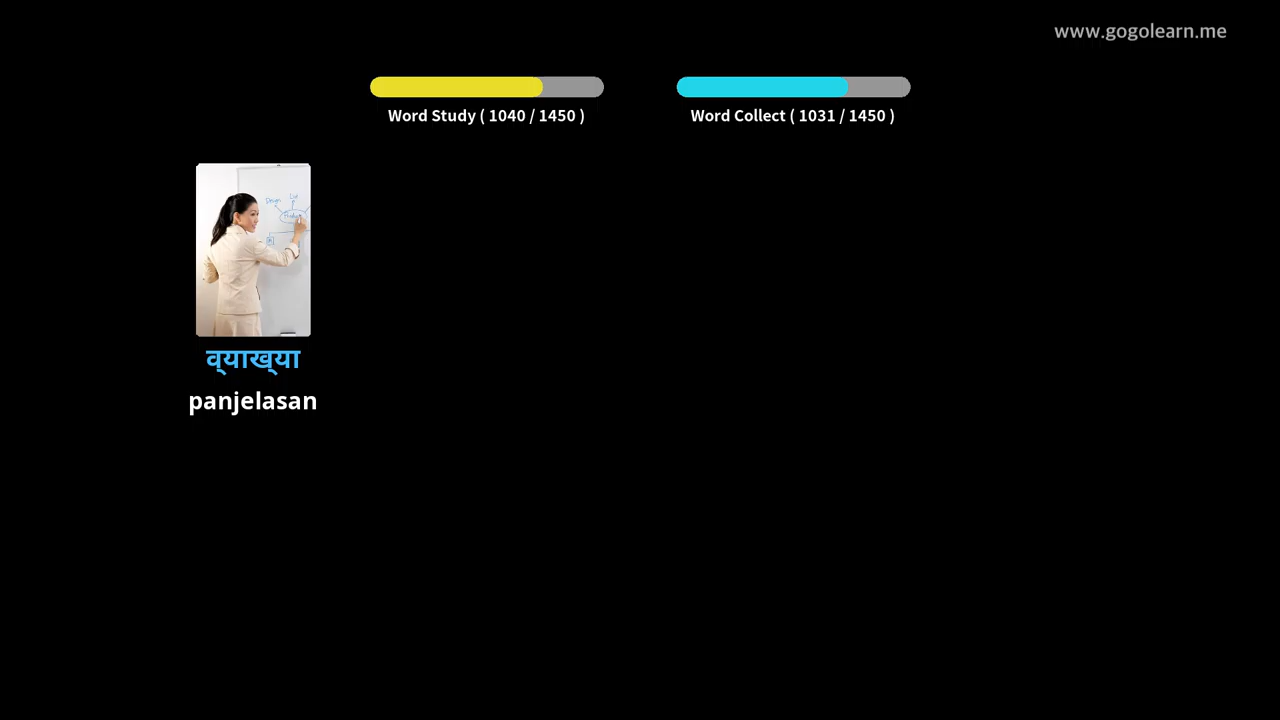 www.gogolearn.me
Word Study ( 1040 / 1450 )
Word Collect ( 1031 / 1450 )
व्याख्या
panjelasan